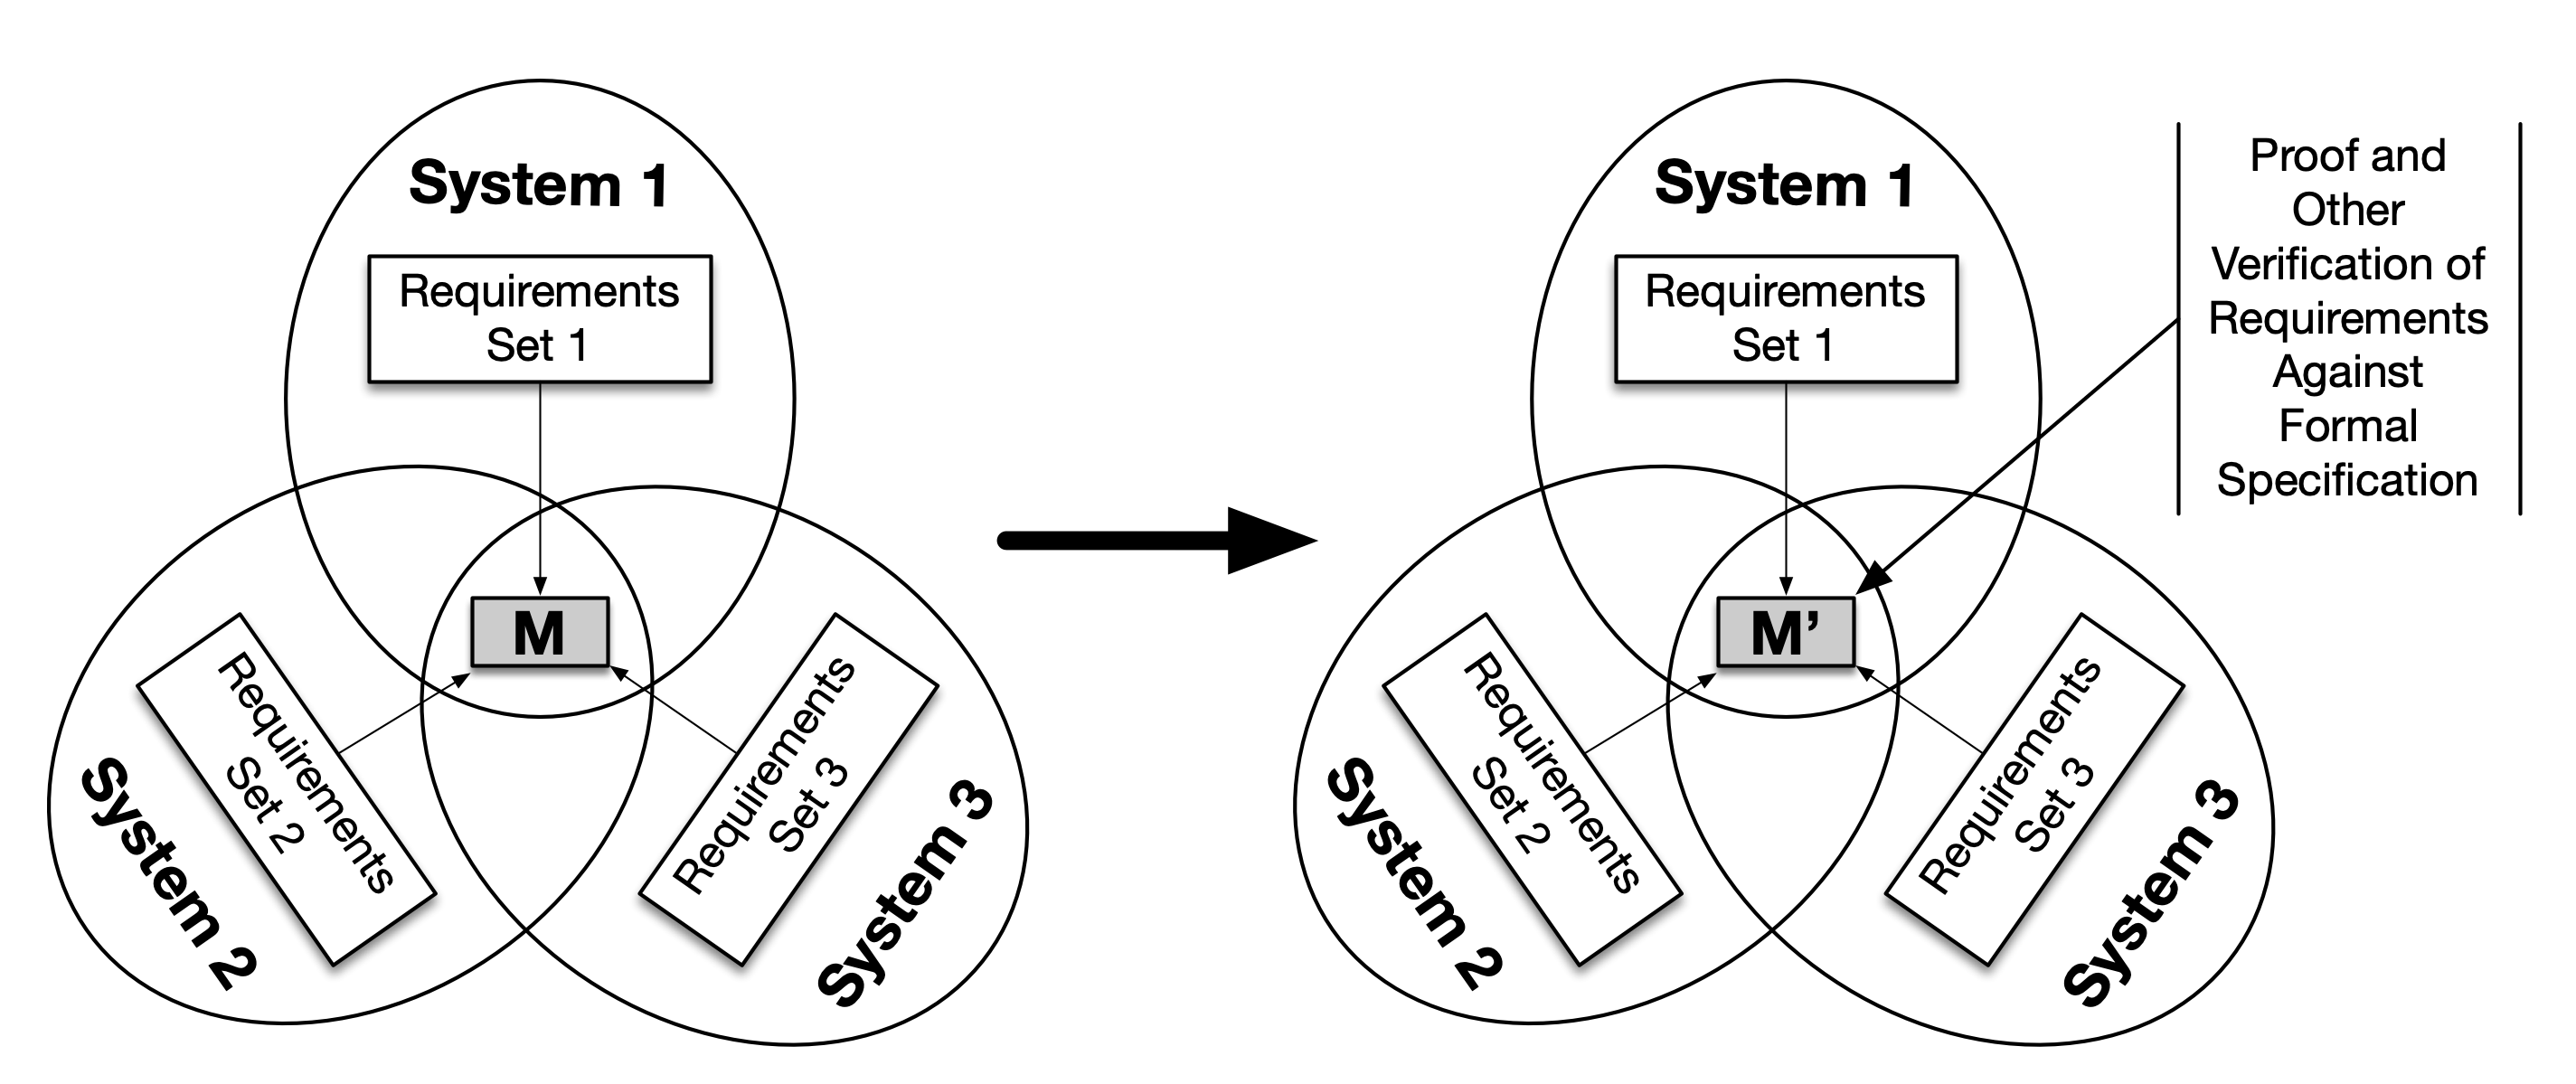 System 1
Requirements
Set 1
M
Requirements
Set 2
System 2
Requirements
Set 3
System 3
System 1
Requirements
Set 1
M’
Requirements
Set 2
System 2
Requirements
Set 3
System 3
Proof and
Other
Verification of
Requirements
Against
Formal
Specification